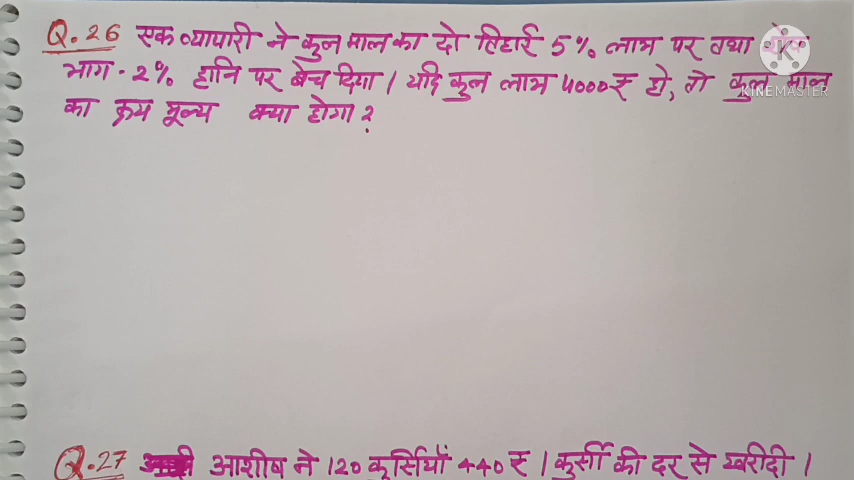 Q.26 एक व्यापारी ने कुल माल का दो तिहाई 5% लाभ पर तथा शेष
भाग - 2% हानि पर बेच दिया । यदि कुल लाभ 4000₹ हो, तो कुल माल
का क्रय मूल्य क्या होगा ?
KINEMASTER
Q.27 आशीष ने 120 कुर्सियाँ 440 ₹ । कुर्सी की दर से खरीदी ।